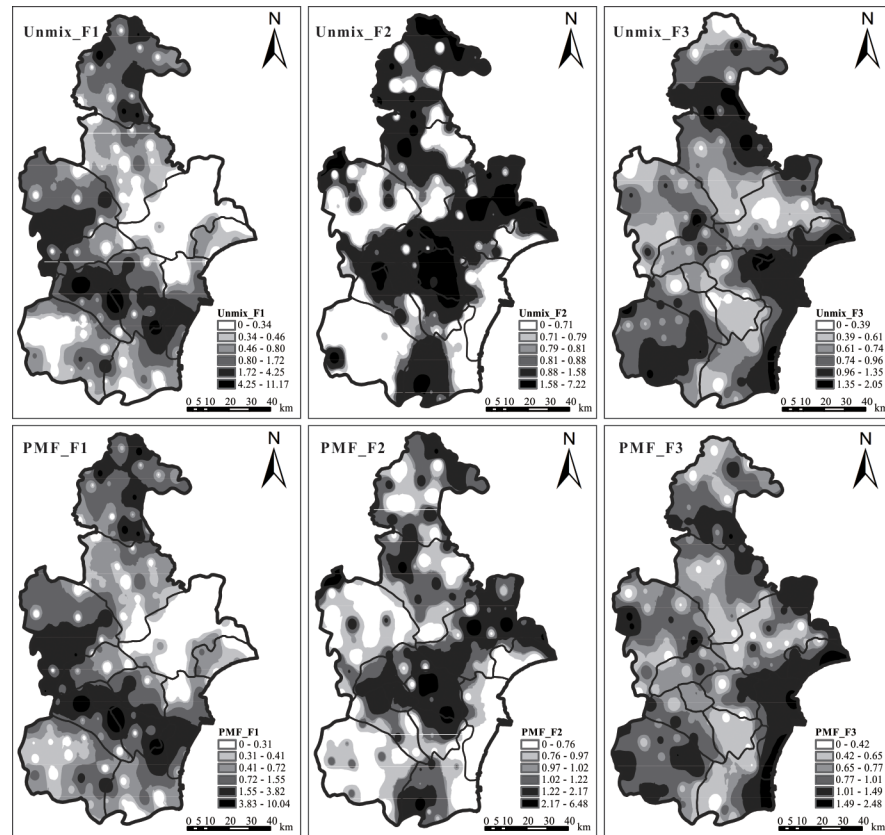 Unmix_F1
N
Unmix_F1
0 - 0.34
0.34 - 0.46
0.46 - 0.80
0.80 - 1.72
1.72 - 4.25
4.25 - 11.17
0 5 10 20 30 40
km
Unmix_F2
N
Unmix_F2
0 - 0.71
0.71 - 0.79
0.79 - 0.81
0.81 - 0.88
0.88 - 1.58
1.58 - 7.22
0 5 10 20 30 40
km
Unmix_F3
N
Unmix_F3
0 - 0.39
0.39 - 0.61
0.61 - 0.74
0.74 - 0.96
0.96 - 1.35
1.35 - 2.05
0 5 10 20 30 40
km
PMF_F1
N
PMF_F1
0 - 0.31
0.31 - 0.41
0.41 - 0.72
0.72 - 1.55
1.55 - 3.82
3.83 - 10.04
0 5 10 20 30 40
km
PMF_F2
N
PMF_F2
0 - 0.76
0.76 - 0.97
0.97 - 1.02
1.02 - 1.22
1.22 - 2.17
2.17 - 6.48
0 5 10 20 30 40
km
PMF_F3
N
PMF_F3
0 - 0.42
0.42 - 0.65
0.65 - 0.77
0.77 - 1.01
1.01 - 1.49
1.49 - 2.48
0 5 10 20 30 40
km